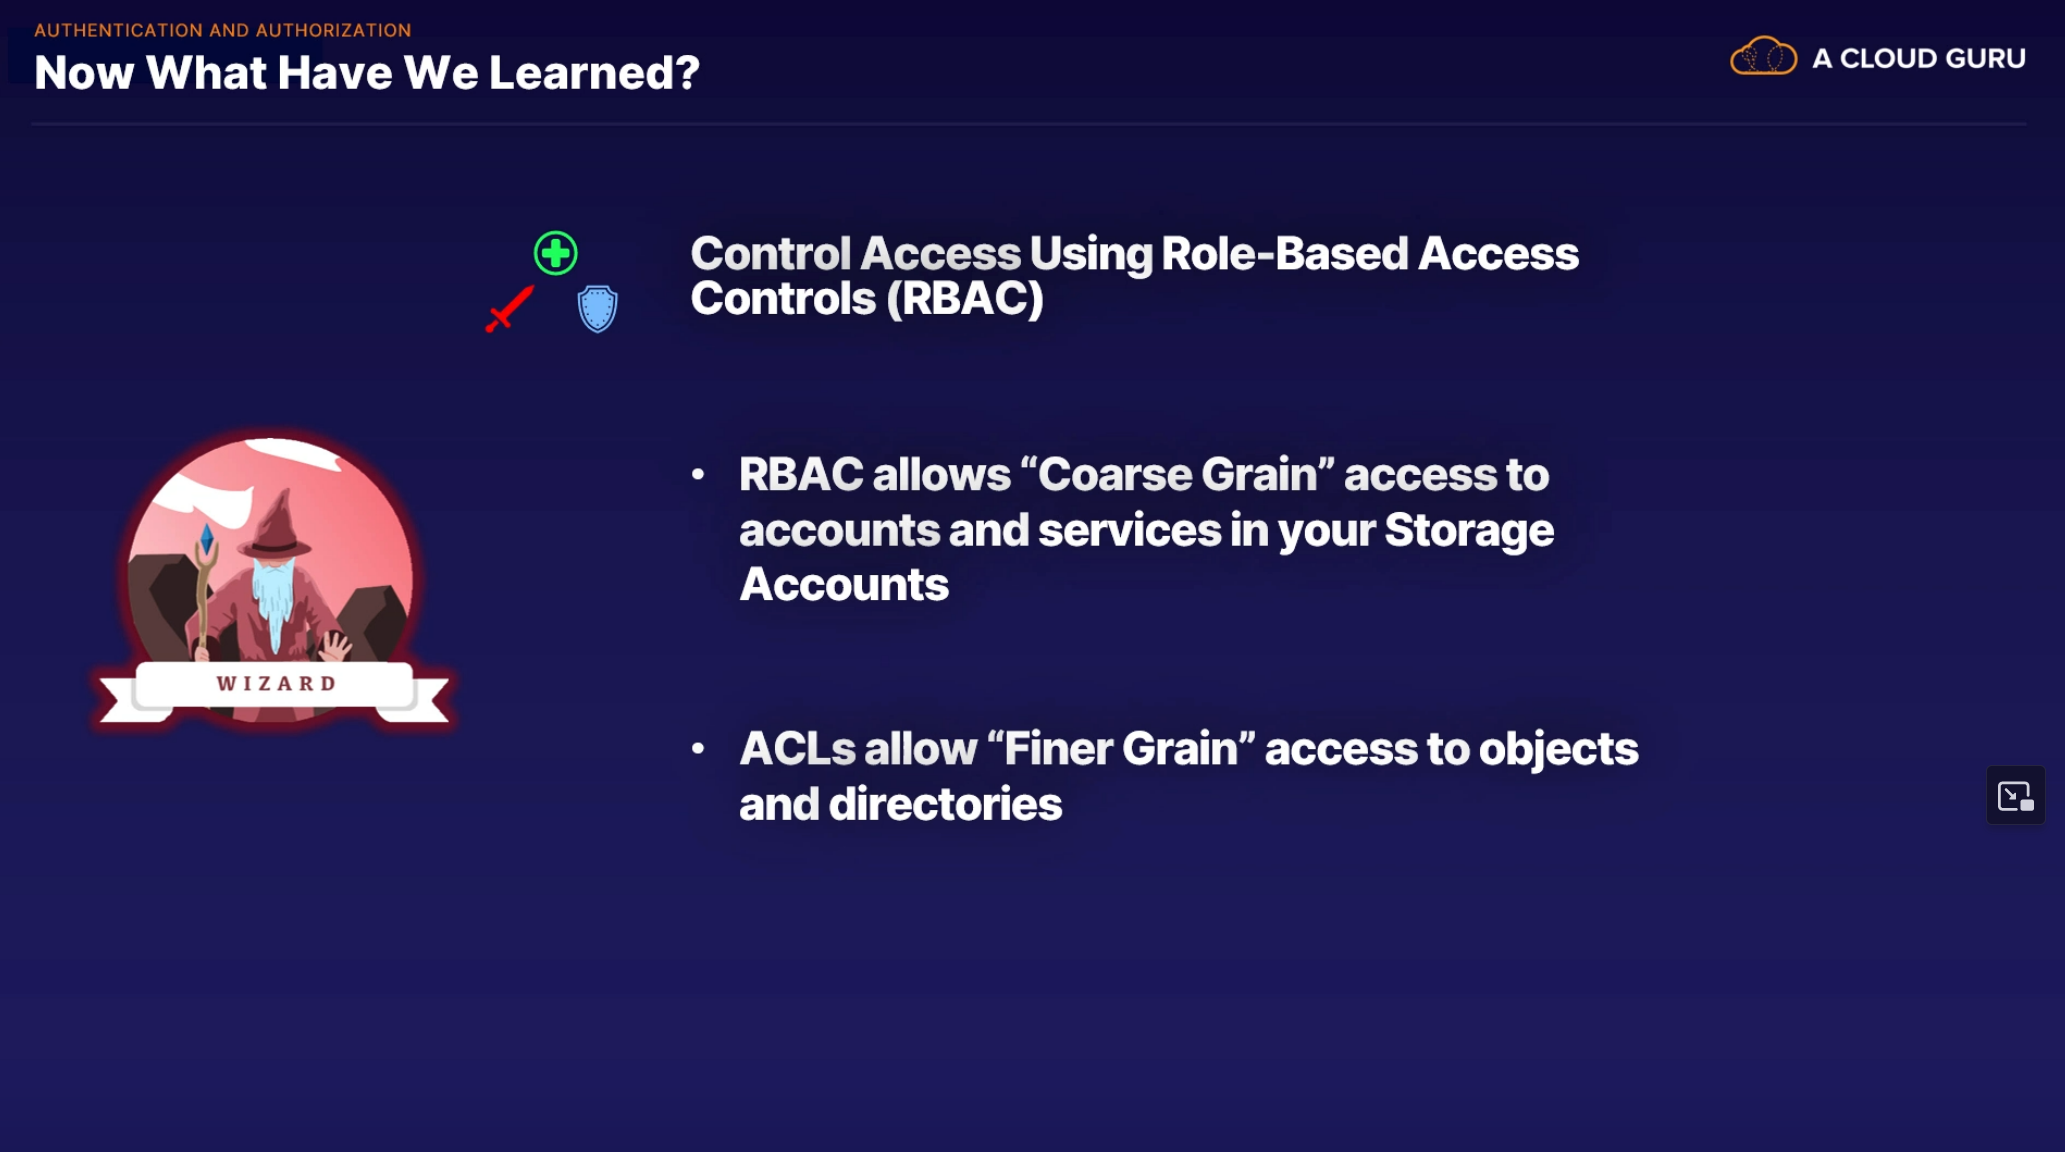 AUTHENTICATION AND AUTHORIZATION
Now What Have We Learned?
A CLOUD GURU
Control Access Using Role-Based Access
Controls (RBAC)
• RBAC allows “Coarse Grain” access to
accounts and services in your Storage
Accounts
WIZARD
• ACLs allow “Finer Grain” access to objects
and directories